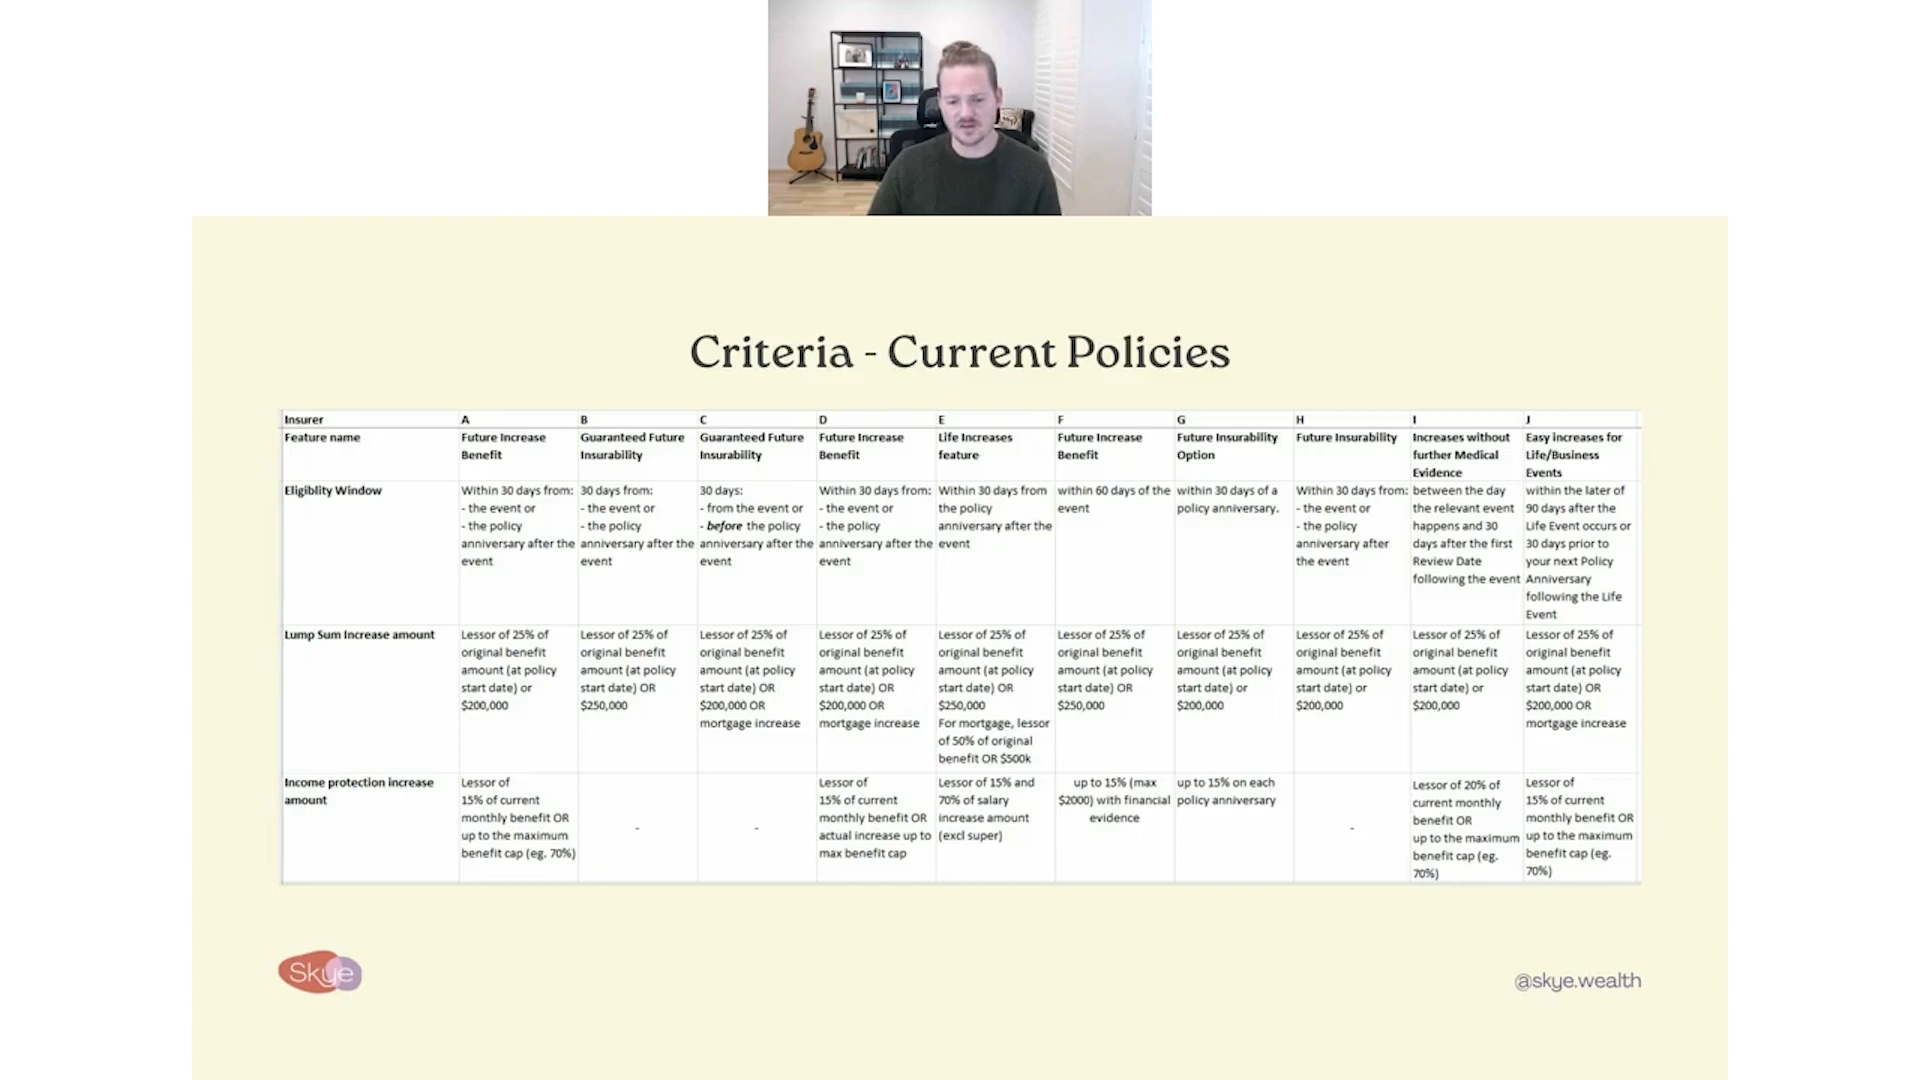 Criteria - Current Policies
Insurer A B C D E F G H I J
Feature name
Future Increase
Benefit
Guaranteed Future
Insurability
Guaranteed Future
Insurability
Future Increase
Benefit
Life Increases
feature
Future Increase
Benefit
Future Insurability
Option
Future Insurability
Increases without
further Medical
Evidence
Easy increases for
Life/Business
Events
Eligiblity Window
Within 30 days from:
- the event or
- the policy
anniversary after the
event
30 days from:
- the event or
- the policy
anniversary after the
event
30 days:
- from the event or
- before the policy
anniversary after the
event
Within 30 days from:
- the event or
- the policy
anniversary after the
event
Within 30 days from
the policy
anniversary after the
event
within 60 days of the
event
within 30 days of a
policy anniversary.
Within 30 days from:
- the event or
- the policy
anniversary after
the event
between the day
the relevant event
happens and 30
days after the first
Review Date
following the event
within the later of
90 days after the
Life Event occurs or
30 days prior to
your next Policy
Anniversary
following the Life
Event
Lump Sum Increase amount
Lessor of 25% of
original benefit
amount (at policy
start date) or
$200,000
Lessor of 25% of
original benefit
amount (at policy
start date) OR
$250,000
Lessor of 25% of
original benefit
amount (at policy
start date) OR
$200,000 OR
mortgage increase
Lessor of 25% of
original benefit
amount (at policy
start date) OR
$200,000 OR
mortgage increase
Lessor of 25% of
original benefit
amount (at policy
start date) OR
$250,000
For mortgage, lessor
of 50% of original
benefit OR $500k
Lessor of 25% of
original benefit
amount (at policy
start date) OR
$250,000
Lessor of 25% of
original benefit
amount (at policy
start date) or
$200,000
Lessor of 25% of
original benefit
amount (at policy
start date) or
$200,000
Lessor of 25% of
original benefit
amount (at policy
start date) or
$200,000
Lessor of 25% of
original benefit
amount (at policy
start date) OR
$200,000 OR
mortgage increase
Income protection increase
amount
Lessor of
15% of current
monthly benefit OR
up to the maximum
benefit cap (eg. 70%)
-
-
Lessor of
15% of current
monthly benefit OR
actual increase up to
max benefit cap
Lessor of 15% and
70% of salary
increase amount
(excl super)
up to 15% (max
$2000) with financial
evidence
up to 15% on each
policy anniversary
-
Lessor of 20% of
current monthly
benefit OR
up to the maximum
benefit cap (eg.
70%)
Lessor of
15% of current
monthly benefit OR
up to the maximum
benefit cap (eg.
70%)
Skye
@skye.wealth